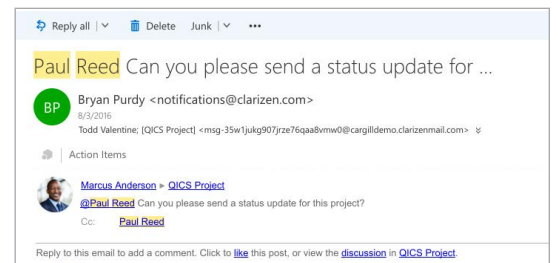 Reply all | Delete Junk | •••
Paul Reed Can you please send a status update for ...
BP
Bryan Purdy <notifications@clarizen.com>
8/3/2016
Todd Valentine; [QICS Project] <msg-35w1jukg907jrze76qaa8vmw0@cargilldemo.clarizenmail.com>
Action Items
Marcus Anderson ▸ QICS Project
@Paul Reed Can you please send a status update for this project?
Cc: Paul Reed
Reply to this email to add a comment. Click to like this post, or view the discussion in QICS Project.